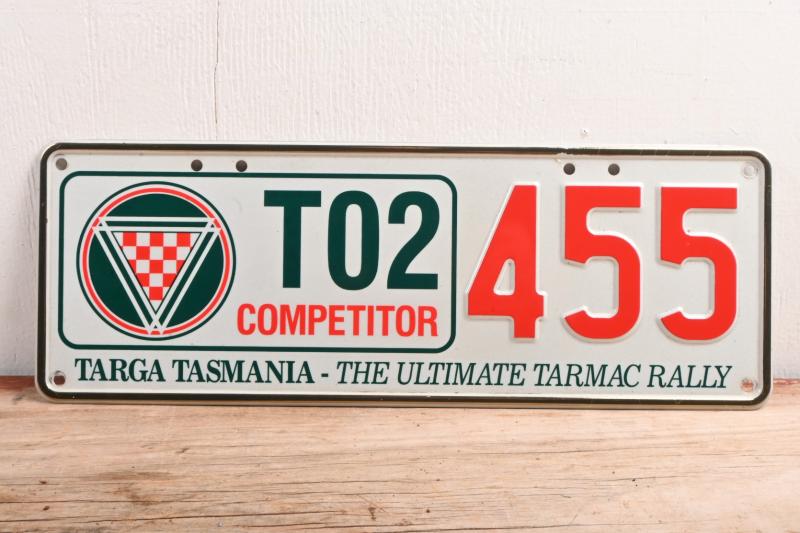 T02
COMPETITOR
455
TARGA TASMANIA - THE ULTIMATE TARMAC RALLY